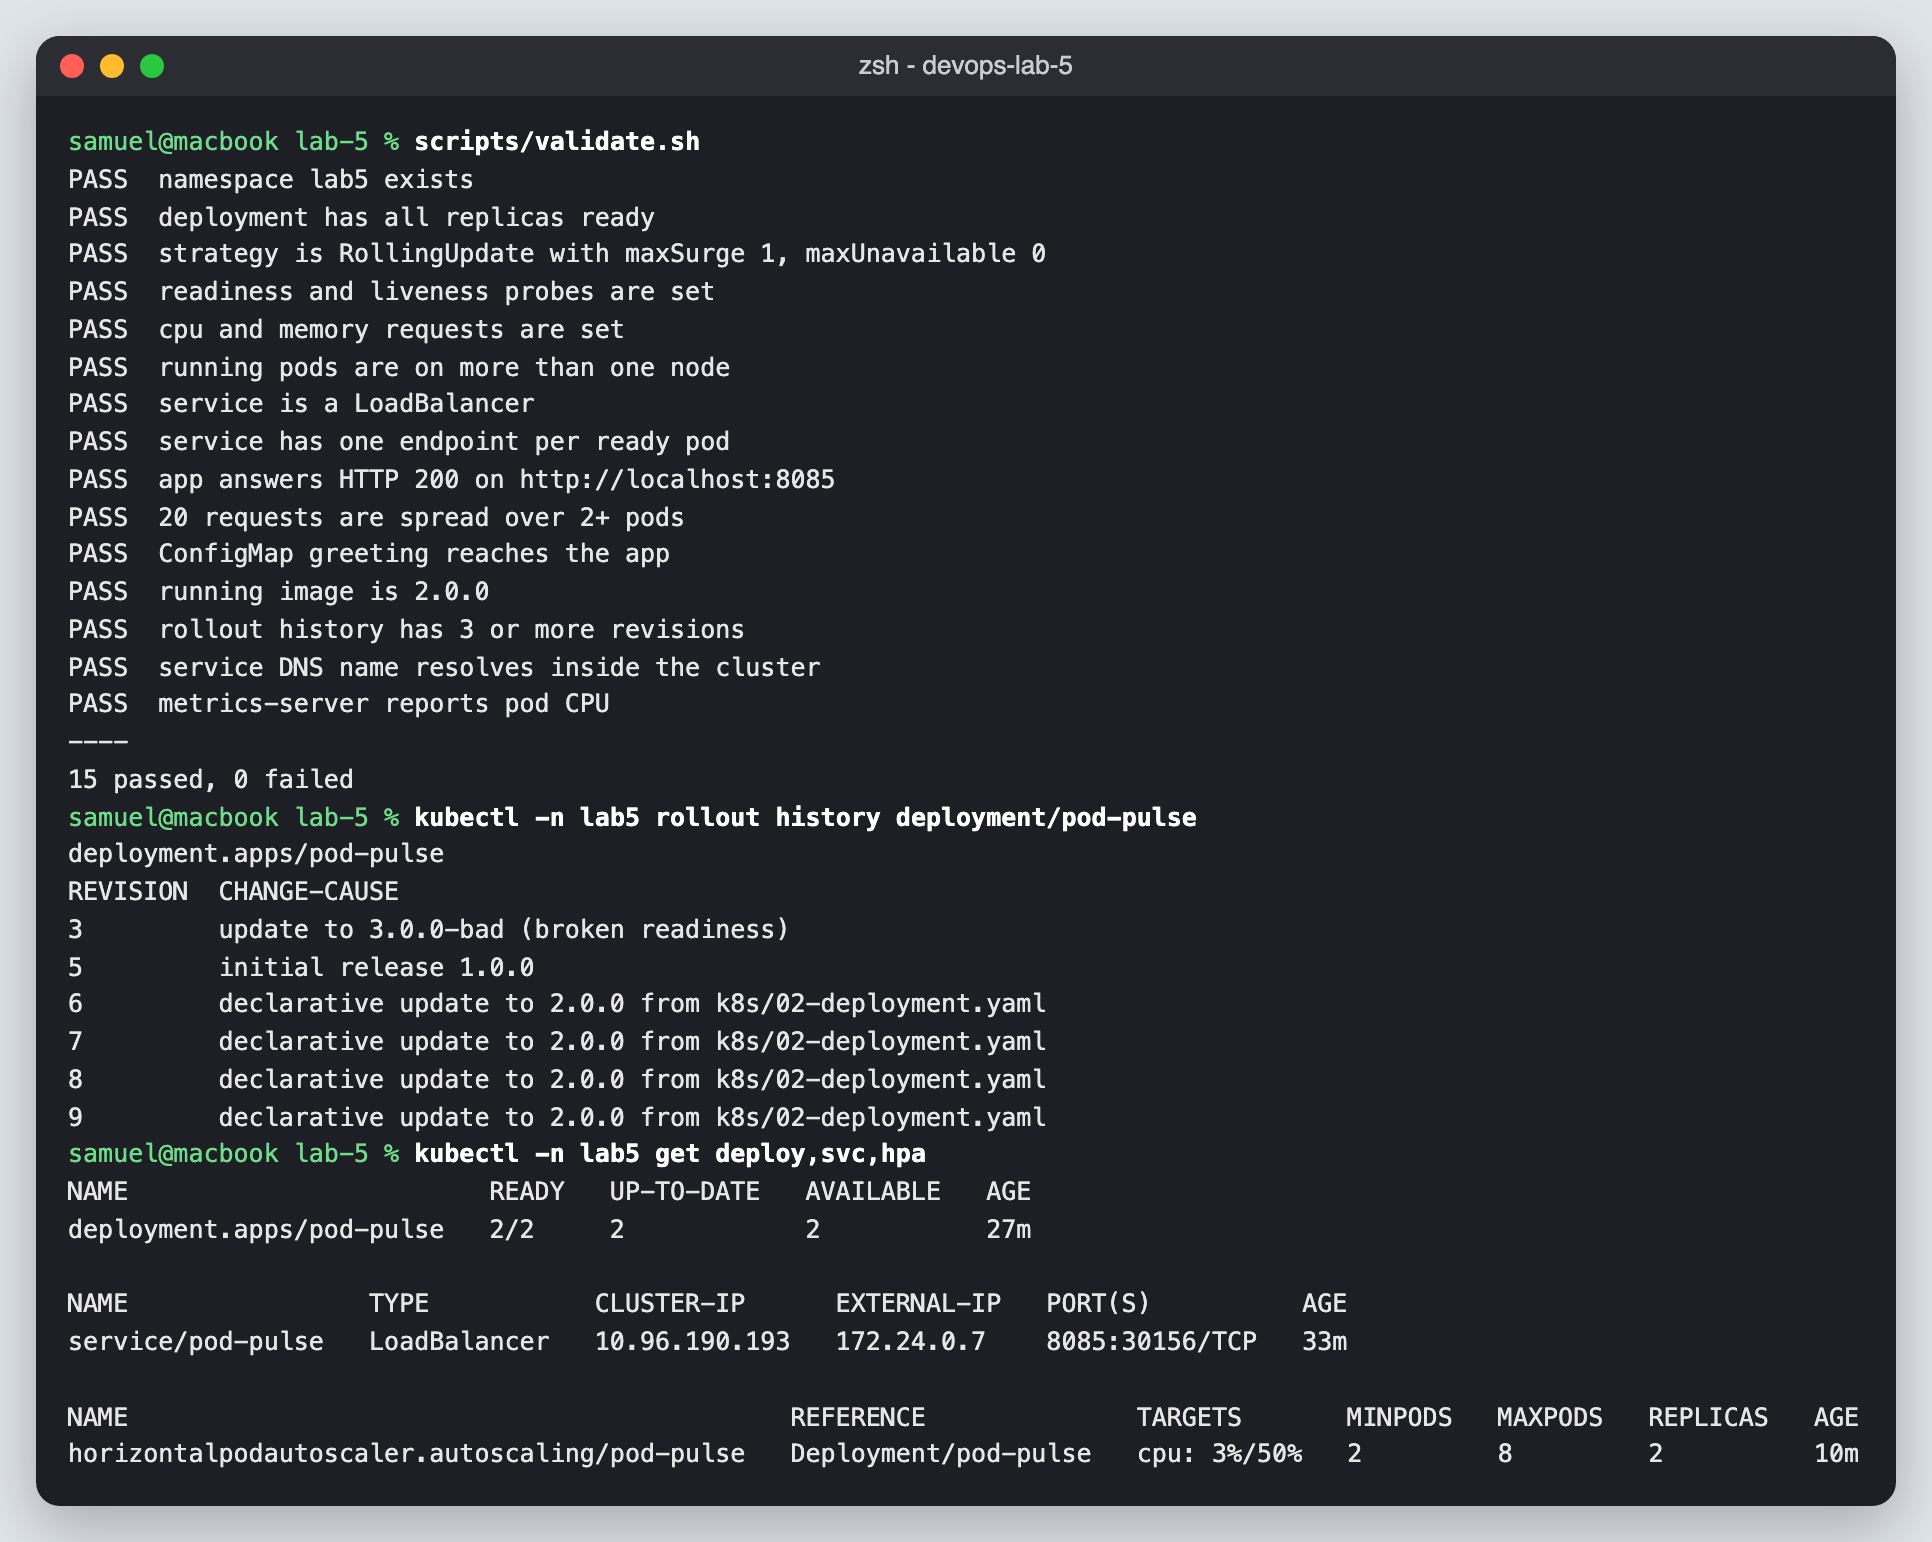 zsh - devops-lab-5
samuel@macbook lab-5 % scripts/validate.sh
PASS  namespace lab5 exists
PASS  deployment has all replicas ready
PASS  strategy is RollingUpdate with maxSurge 1, maxUnavailable 0
PASS  readiness and liveness probes are set
PASS  cpu and memory requests are set
PASS  running pods are on more than one node
PASS  service is a LoadBalancer
PASS  service has one endpoint per ready pod
PASS  app answers HTTP 200 on http://localhost:8085
PASS  20 requests are spread over 2+ pods
PASS  ConfigMap greeting reaches the app
PASS  running image is 2.0.0
PASS  rollout history has 3 or more revisions
PASS  service DNS name resolves inside the cluster
PASS  metrics-server reports pod CPU
----
15 passed, 0 failed
samuel@macbook lab-5 % kubectl -n lab5 rollout history deployment/pod-pulse
deployment.apps/pod-pulse
REVISION  CHANGE-CAUSE
3         update to 3.0.0-bad (broken readiness)
5         initial release 1.0.0
6         declarative update to 2.0.0 from k8s/02-deployment.yaml
7         declarative update to 2.0.0 from k8s/02-deployment.yaml
8         declarative update to 2.0.0 from k8s/02-deployment.yaml
9         declarative update to 2.0.0 from k8s/02-deployment.yaml
samuel@macbook lab-5 % kubectl -n lab5 get deploy,svc,hpa
NAME                        READY   UP-TO-DATE   AVAILABLE   AGE
deployment.apps/pod-pulse   2/2     2            2           27m

NAME                TYPE           CLUSTER-IP      EXTERNAL-IP   PORT(S)          AGE
service/pod-pulse   LoadBalancer   10.96.190.193   172.24.0.7    8085:30156/TCP   33m

NAME                                            REFERENCE              TARGETS       MINPODS   MAXPODS   REPLICAS   AGE
horizontalpodautoscaler.autoscaling/pod-pulse   Deployment/pod-pulse   cpu: 3%/50%   2         8         2          10m